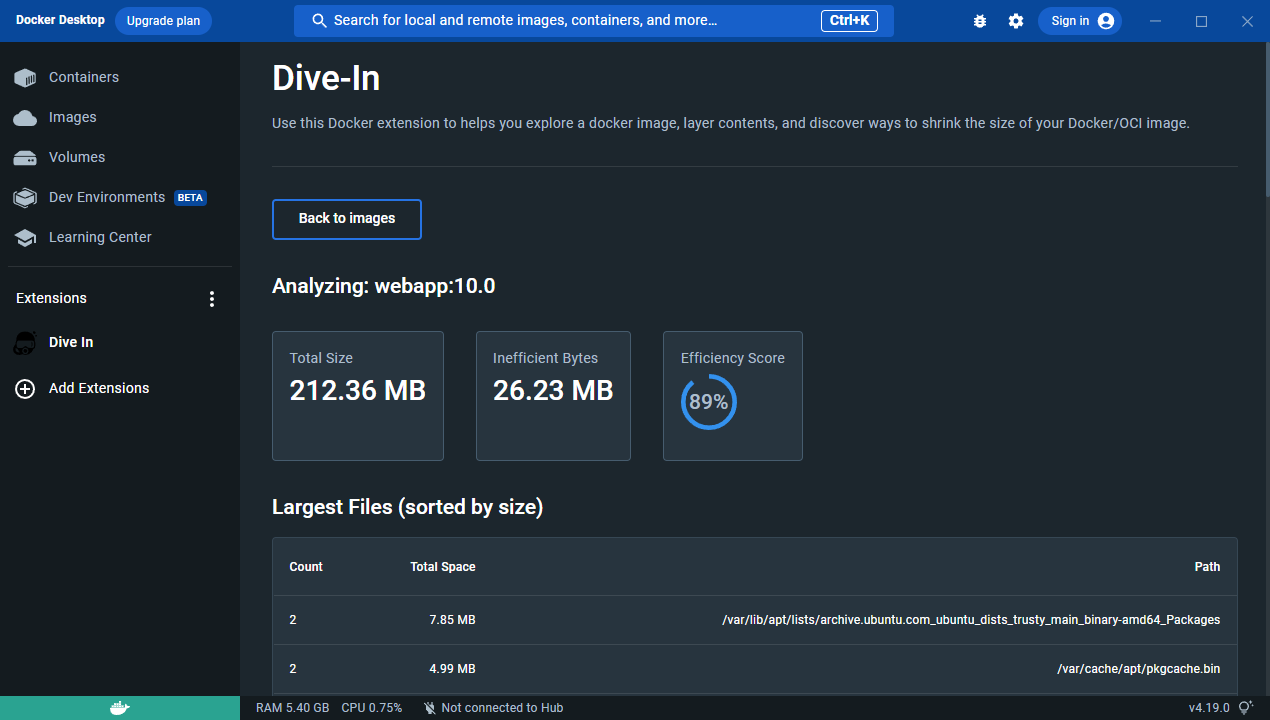 Docker Desktop
Upgrade plan
Search for local and remote images, containers, and more...
Ctrl+K
Sign in
Containers
Images
Volumes
Dev Environments BETA
Learning Center
Extensions
Dive In
Add Extensions
Dive-In
Use this Docker extension to helps you explore a docker image, layer contents, and discover ways to shrink the size of your Docker/OCI image.
Back to images
Analyzing: webapp:10.0
Total Size
212.36 MB
Inefficient Bytes
26.23 MB
Efficiency Score
89%
Largest Files (sorted by size)
Count Total Space Path
2 7.85 MB /var/lib/apt/lists/archive.ubuntu.com_ubuntu_dists_trusty_main_binary-amd64_Packages
2 4.99 MB /var/cache/apt/pkgcache.bin
RAM 5.40 GB CPU 0.75% Not connected to Hub
v4.19.0